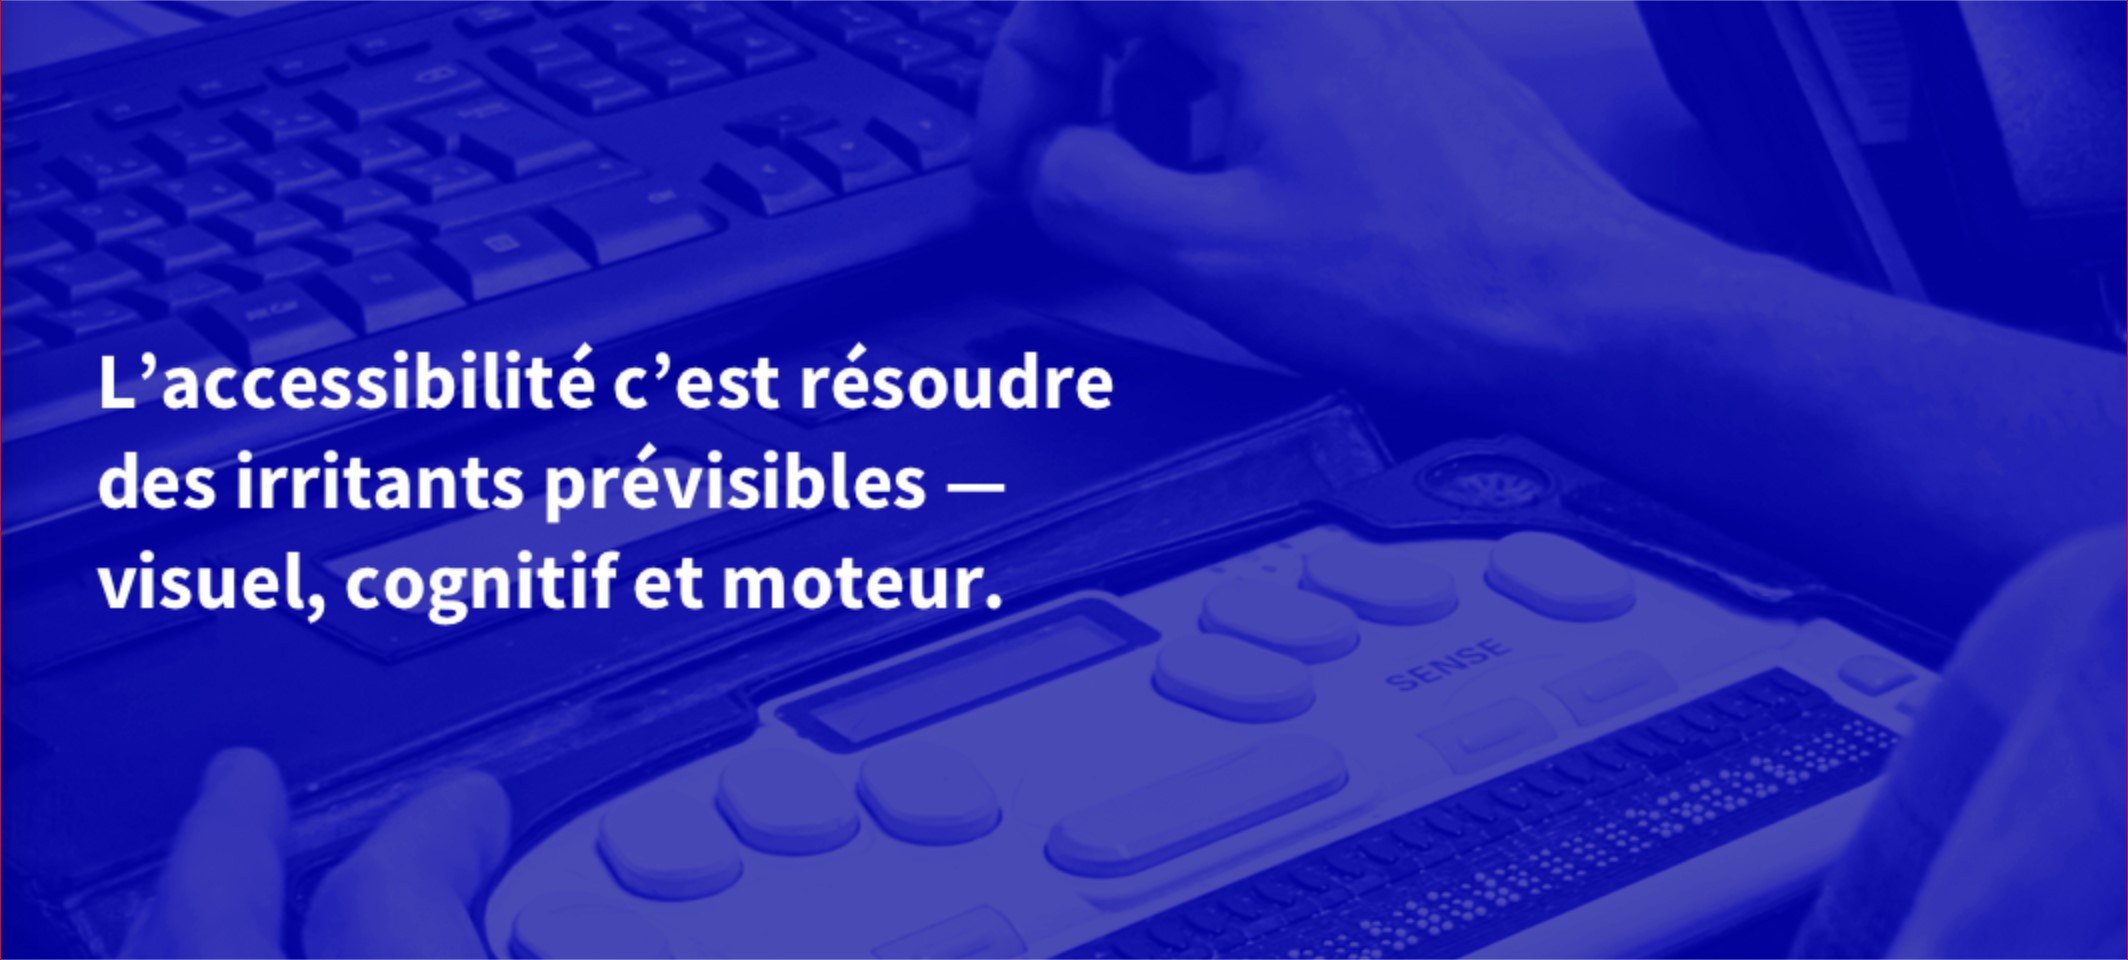 L’accessibilité c’est résoudre
des irritants prévisibles —
visuel, cognitif et moteur.
SENSE